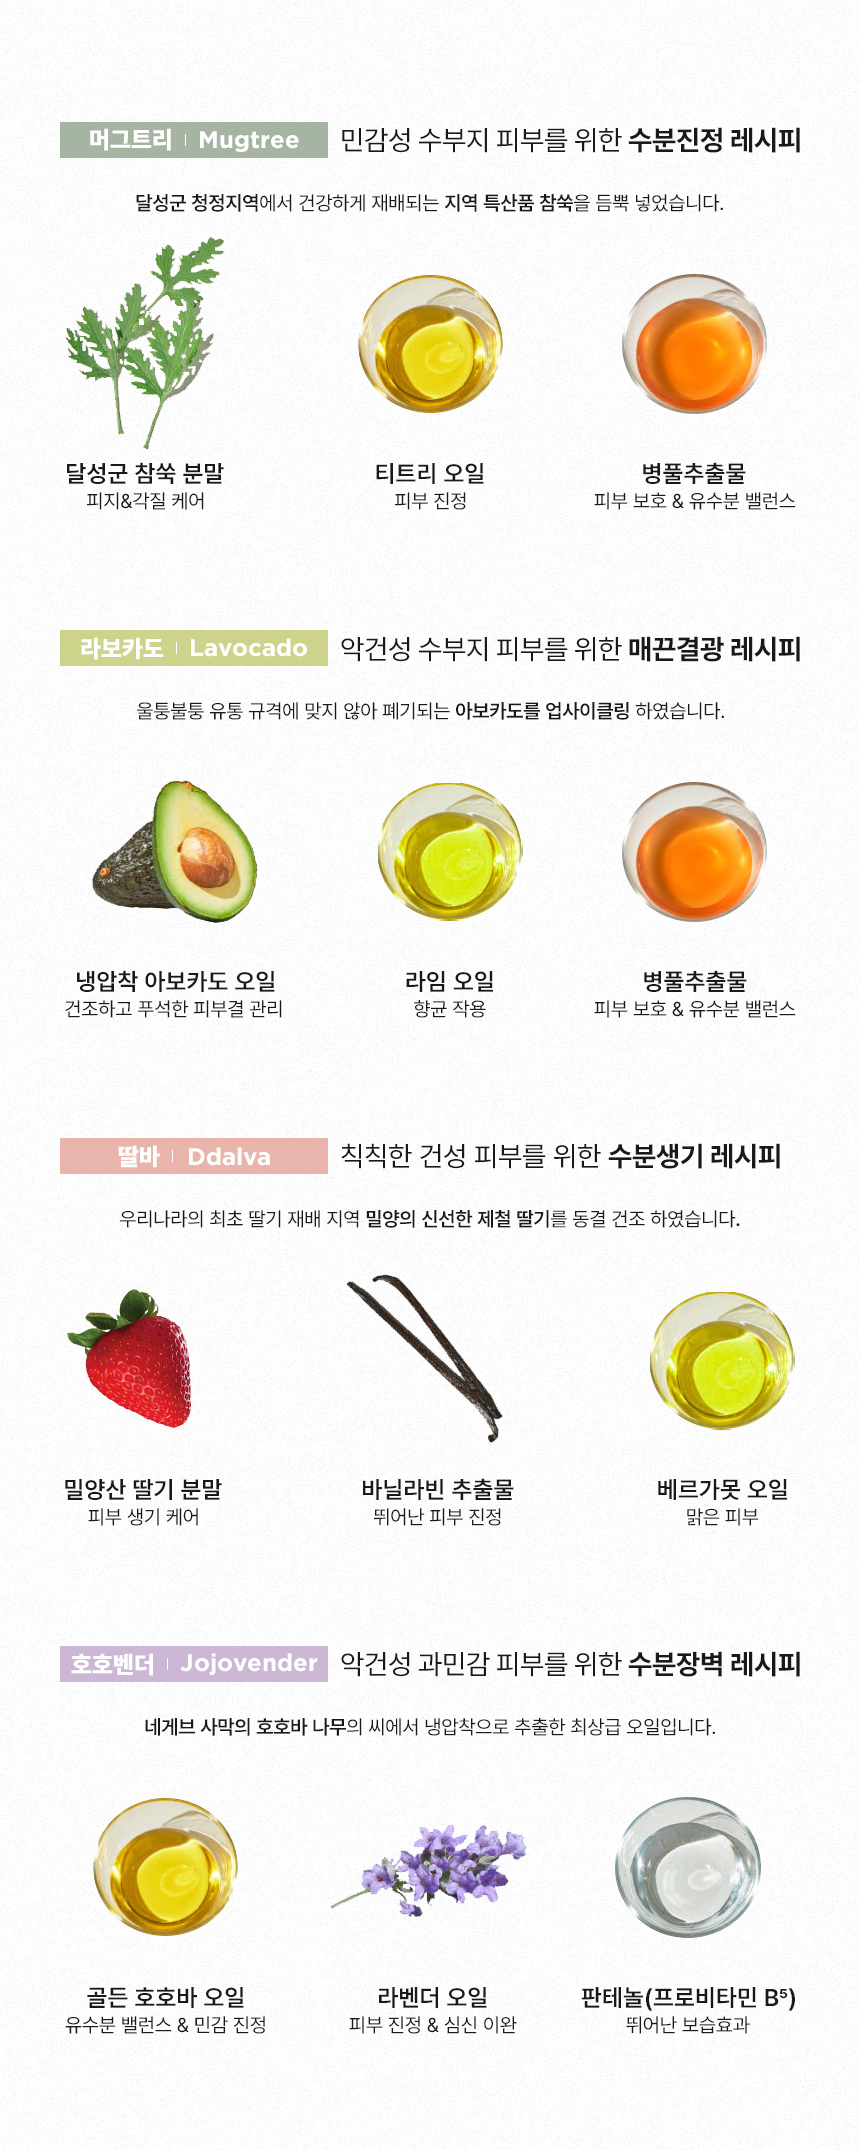 머그트리 | Mugtree 민감성 수부지 피부를 위한 수분진정 레시피
달성군 청정지역에서 건강하게 재배되는 지역 특산품 참쑥을 듬뿍 넣었습니다.
달성군 참쑥 분말 티트리 오일 병풀추출물
피지&각질 케어 피부 진정 피부 보호 & 유수분 밸런스
라보카도 | Lavocado 악건성 수부지 피부를 위한 매끈결광 레시피
울퉁불퉁 유통 규격에 맞지 않아 폐기되는 아보카도를 업사이클링 하였습니다.
냉압착 아보카도 오일 라임 오일 병풀추출물
건조하고 푸석한 피부결 관리 향균 작용 피부 보호 & 유수분 밸런스
딸바 | Ddalva 칙칙한 건성 피부를 위한 수분생기 레시피
우리나라의 최초 딸기 재배 지역 밀양의 신선한 제철 딸기를 동결 건조 하였습니다.
밀양산 딸기 분말 바닐라빈 추출물 베르가못 오일
피부 생기 케어 뛰어난 피부 진정 맑은 피부
호호벤더 | Jojovender 악건성 과민감 피부를 위한 수분장벽 레시피
네게브 사막의 호호바 나무의 씨에서 냉압착으로 추출한 최상급 오일입니다.
골든 호호바 오일 라벤더 오일 판테놀(프로비타민 B⁵)
유수분 밸런스 & 민감 진정 피부 진정 & 심신 이완 뛰어난 보습효과